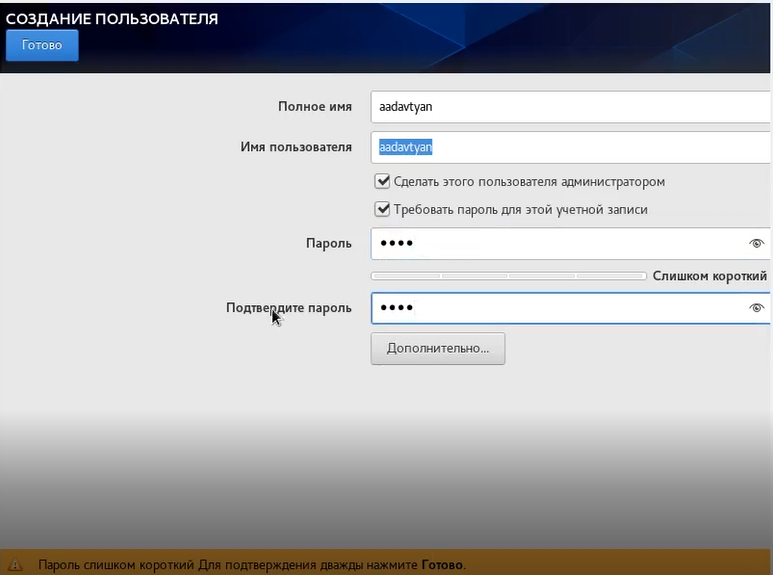 СОЗДАНИЕ ПОЛЬЗОВАТЕЛЯ
Готово
Полное имя aadavtyan
Имя пользователя aadavtyan
Сделать этого пользователя администратором
Требовать пароль для этой учетной записи
Пароль ••••
Слишком короткий
Подтвердите пароль ••••
Дополнительно...
Пароль слишком короткий Для подтверждения дважды нажмите Готово.